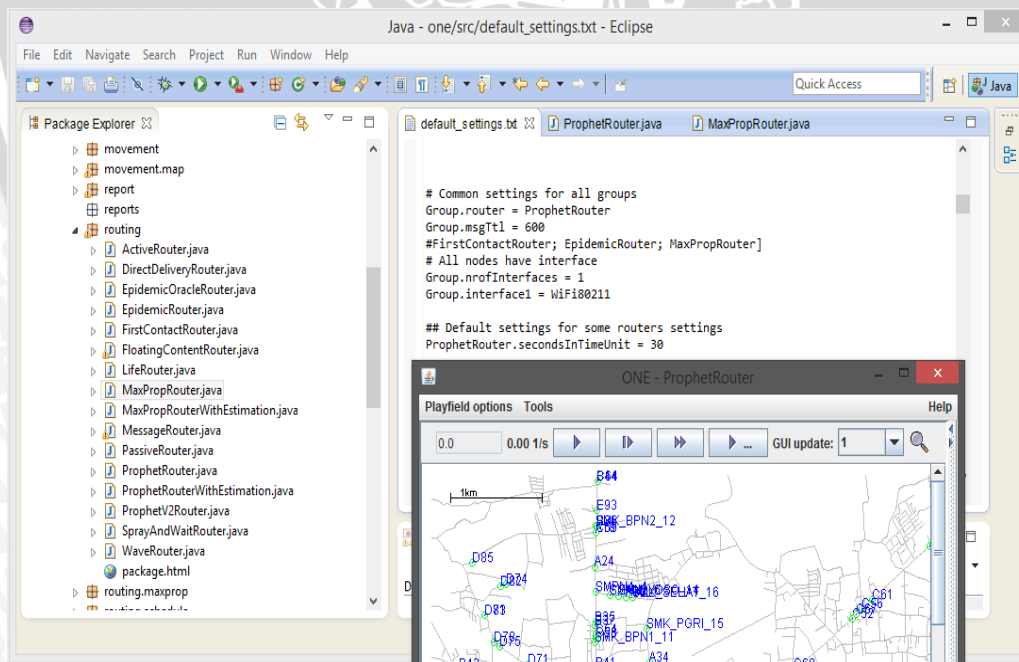 Java - one/src/default_settings.txt - Eclipse
File Edit Navigate Search Project Run Window Help
Quick Access
Java
Package Explorer
movement
movement.map
report
reports
routing
ActiveRouter.java
DirectDeliveryRouter.java
EpidemicOracleRouter.java
EpidemicRouter.java
FirstContactRouter.java
FloatingContentRouter.java
LifeRouter.java
MaxPropRouter.java
MaxPropRouterWithEstimation.java
MessageRouter.java
PassiveRouter.java
ProphetRouter.java
ProphetRouterWithEstimation.java
ProphetV2Router.java
SprayAndWaitRouter.java
WaveRouter.java
package.html
routing.maxprop
default_settings.txt ProphetRouter.java MaxPropRouter.java
# Common settings for all groups
Group.router = ProphetRouter
Group.msgTtl = 600
#FirstContactRouter; EpidemicRouter; MaxPropRouter]
# All nodes have interface
Group.nrofInterfaces = 1
Group.interface1 = WiFi80211
## Default settings for some routers settings
ProphetRouter.secondsInTimeUnit = 30
ONE - ProphetRouter
Playfield options Tools Help
0.0 0.00 1/s ... GUI update: 1
1km
E93
SMK_BPN2_12
D85
A24
D74
C61
SMK_PGRI_15
SMK_BPN1_11
D75
D71
A34